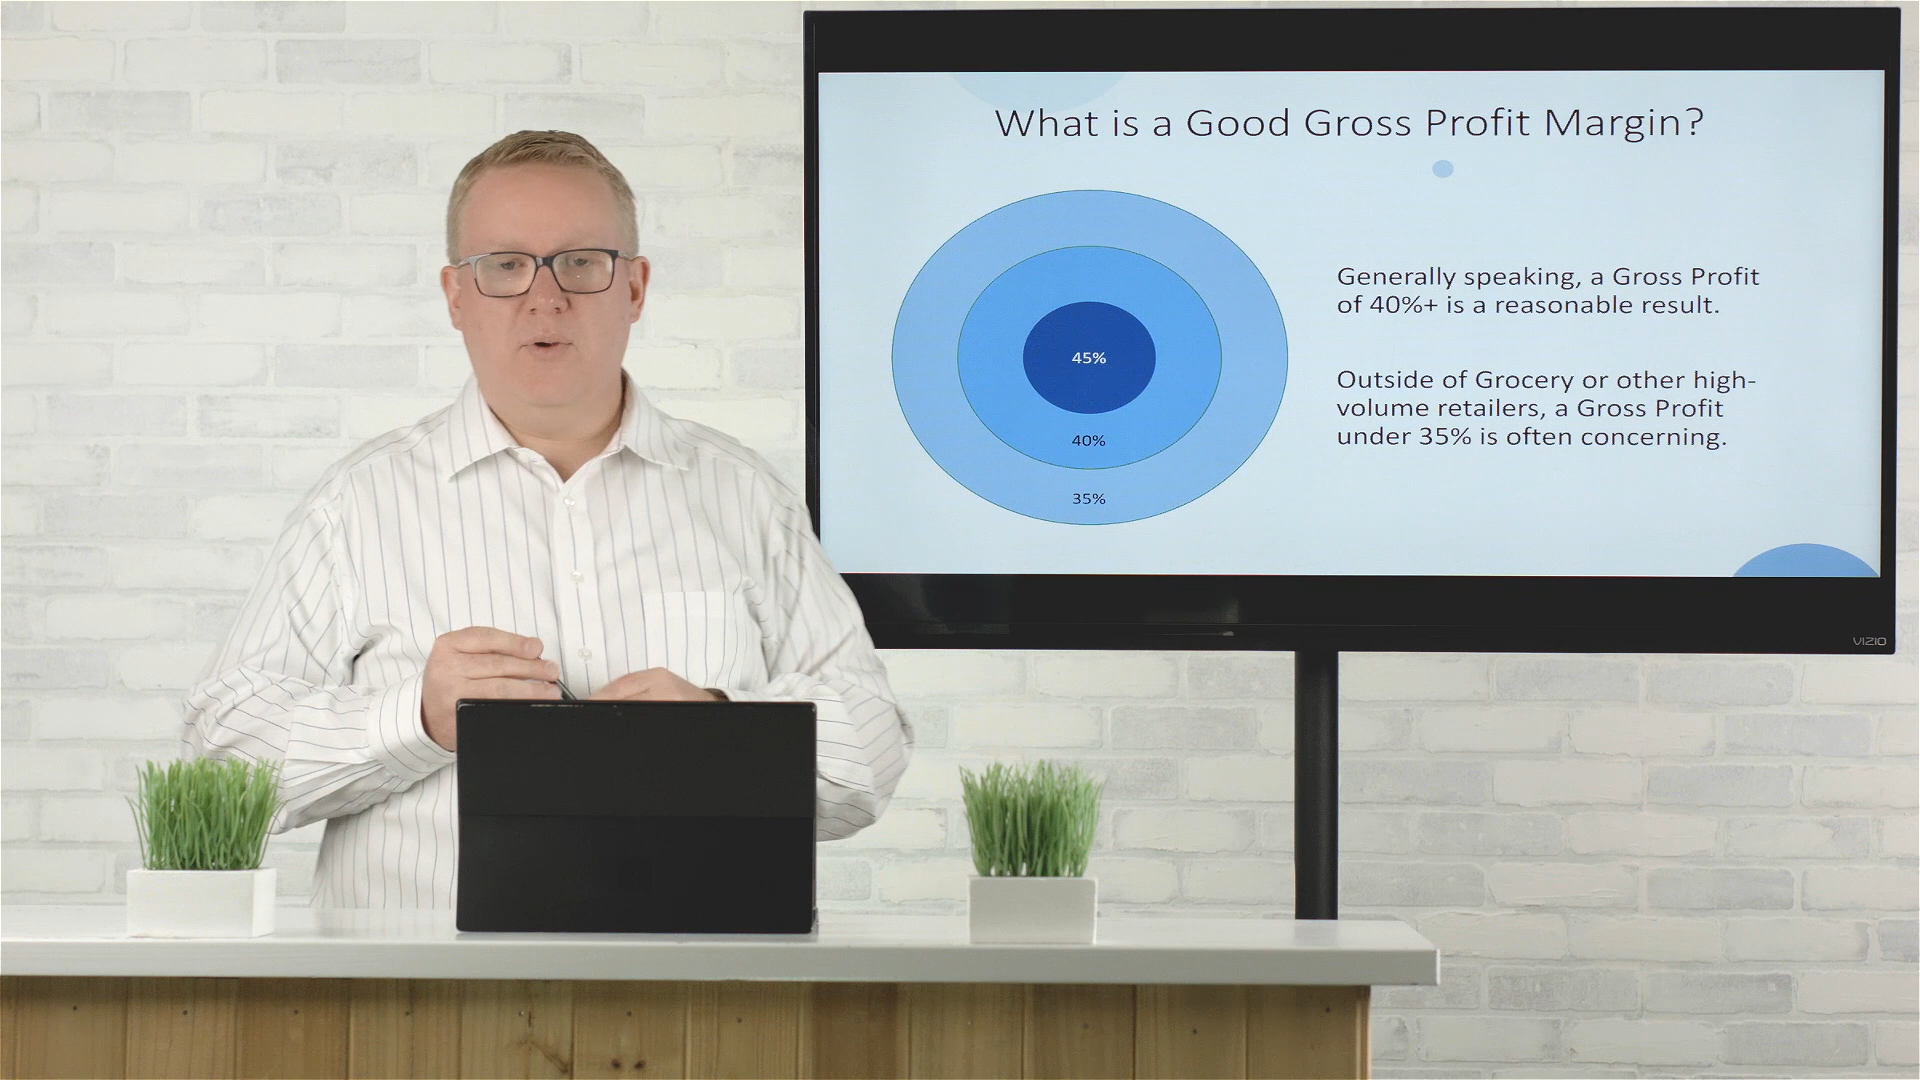 What is a Good Gross Profit Margin?
Generally speaking, a Gross Profit
of 40%+ is a reasonable result.
45%
Outside of Grocery or other high-
volume retailers, a Gross Profit
under 35% is often concerning.
40%
35%
VIZIO